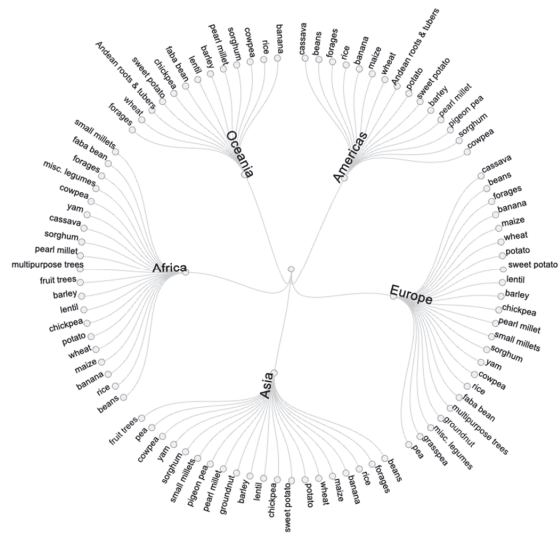 Oceania
forages
wheat
Andean roots & tubers
sweet potato
chickpea
faba bean
lentil
barley
pearl millet
sorghum
cowpea
rice
banana
Americas
cassava
beans
forages
rice
banana
maize
wheat
Andean roots & tubers
potato
sweet potato
barley
pearl millet
pigeon pea
sorghum
cowpea
Europe
cassava
beans
forages
banana
maize
wheat
potato
sweet potato
lentil
barley
chickpea
pearl millet
small millets
sorghum
yam
cowpea
rice
faba bean
multipurpose trees
groundnut
misc. legumes
grasspea
pea
Asia
beans
forages
rice
banana
maize
wheat
potato
sweet potato
chickpea
lentil
barley
groundnut
pearl millet
pigeon pea
small millets
sorghum
yam
cowpea
pea
fruit trees
Africa
small millets
faba bean
forages
misc. legumes
cowpea
yam
cassava
sorghum
pearl millet
multipurpose trees
fruit trees
barley
lentil
chickpea
potato
wheat
maize
banana
rice
beans